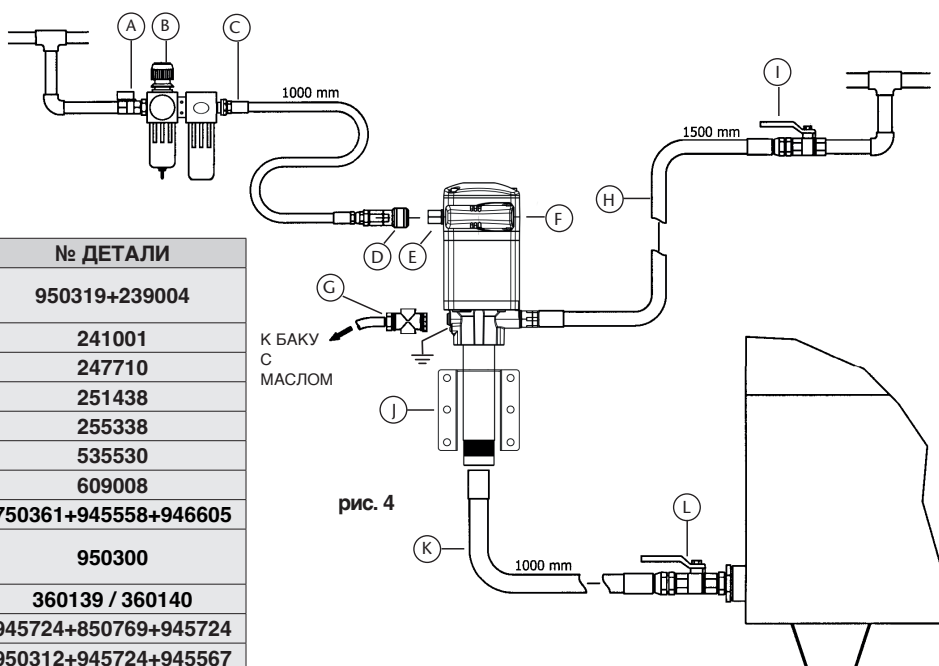 A
B
C
1000 mm
I
1500 mm
H
D
E
F
№ ДЕТАЛИ
950319+239004
241001
247710
251438
255338
535530
609008
750361+945558+946605
950300
360139 / 360140
945724+850769+945724
950312+945724+945567
G
К БАКУ
С
МАСЛОМ
J
рис. 4
K
1000 mm
L